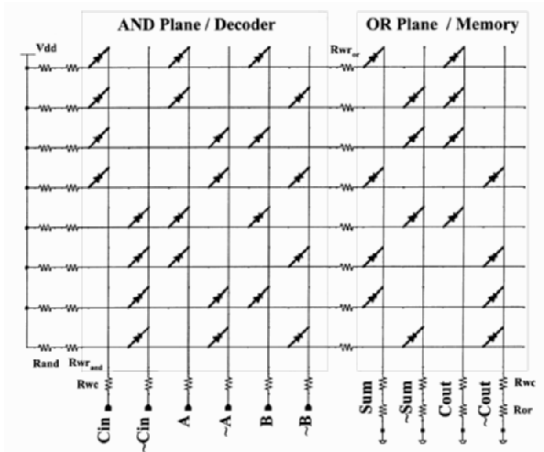 AND Plane / Decoder
OR Plane / Memory
Vdd
Rwr_or
Rand
Rwr_and
Rwc
Rwc
Ror
Cin
~Cin
A
~A
B
~B
Sum
~Sum
Cout
~Cout